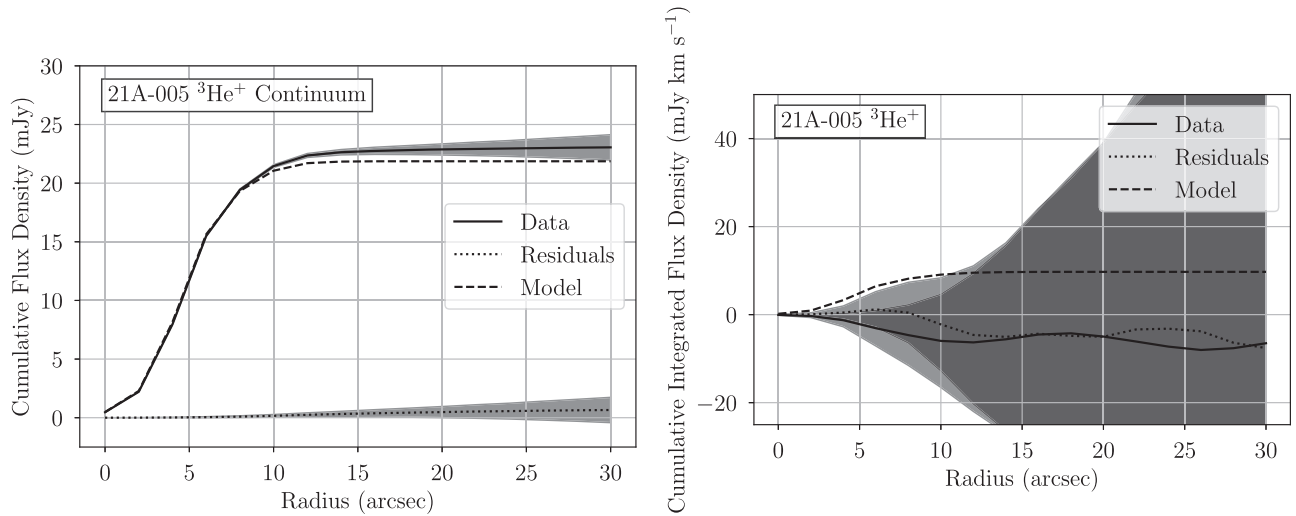 21A-005 ³He⁺ Continuum
Cumulative Flux Density (mJy)
30
25
20
15
10
5
0
Data
Residuals
Model
0 5 10 15 20 25 30
Radius (arcsec)
21A-005 ³He⁺
Cumulative Integrated Flux Density (mJy km s⁻¹)
40
20
0
−20
Data
Residuals
Model
0 5 10 15 20 25 30
Radius (arcsec)